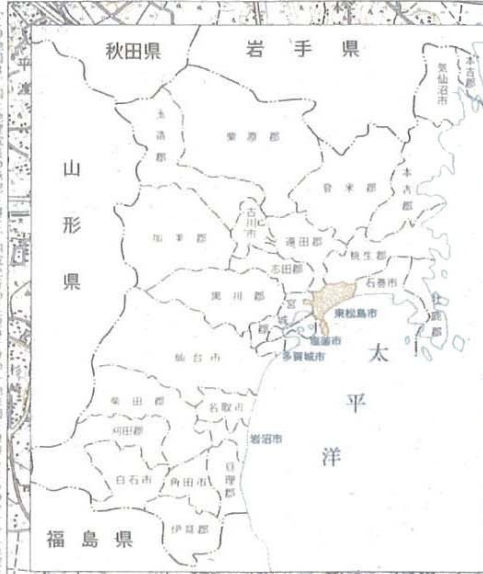 秋田県
岩手県
本吉郡
気仙沼市
玉造郡
栗原郡
山形県
登米郡
本吉郡
古川市
加美郡
遠田郡
桃生郡
志田郡
石巻市
黒川郡
宮城郡
牡鹿郡
東松島市
塩釜市
多賀城市
仙台市
太平洋
柴田郡
名取市
刈田郡
岩沼市
白石市
角田市
亘理郡
伊具郡
福島県